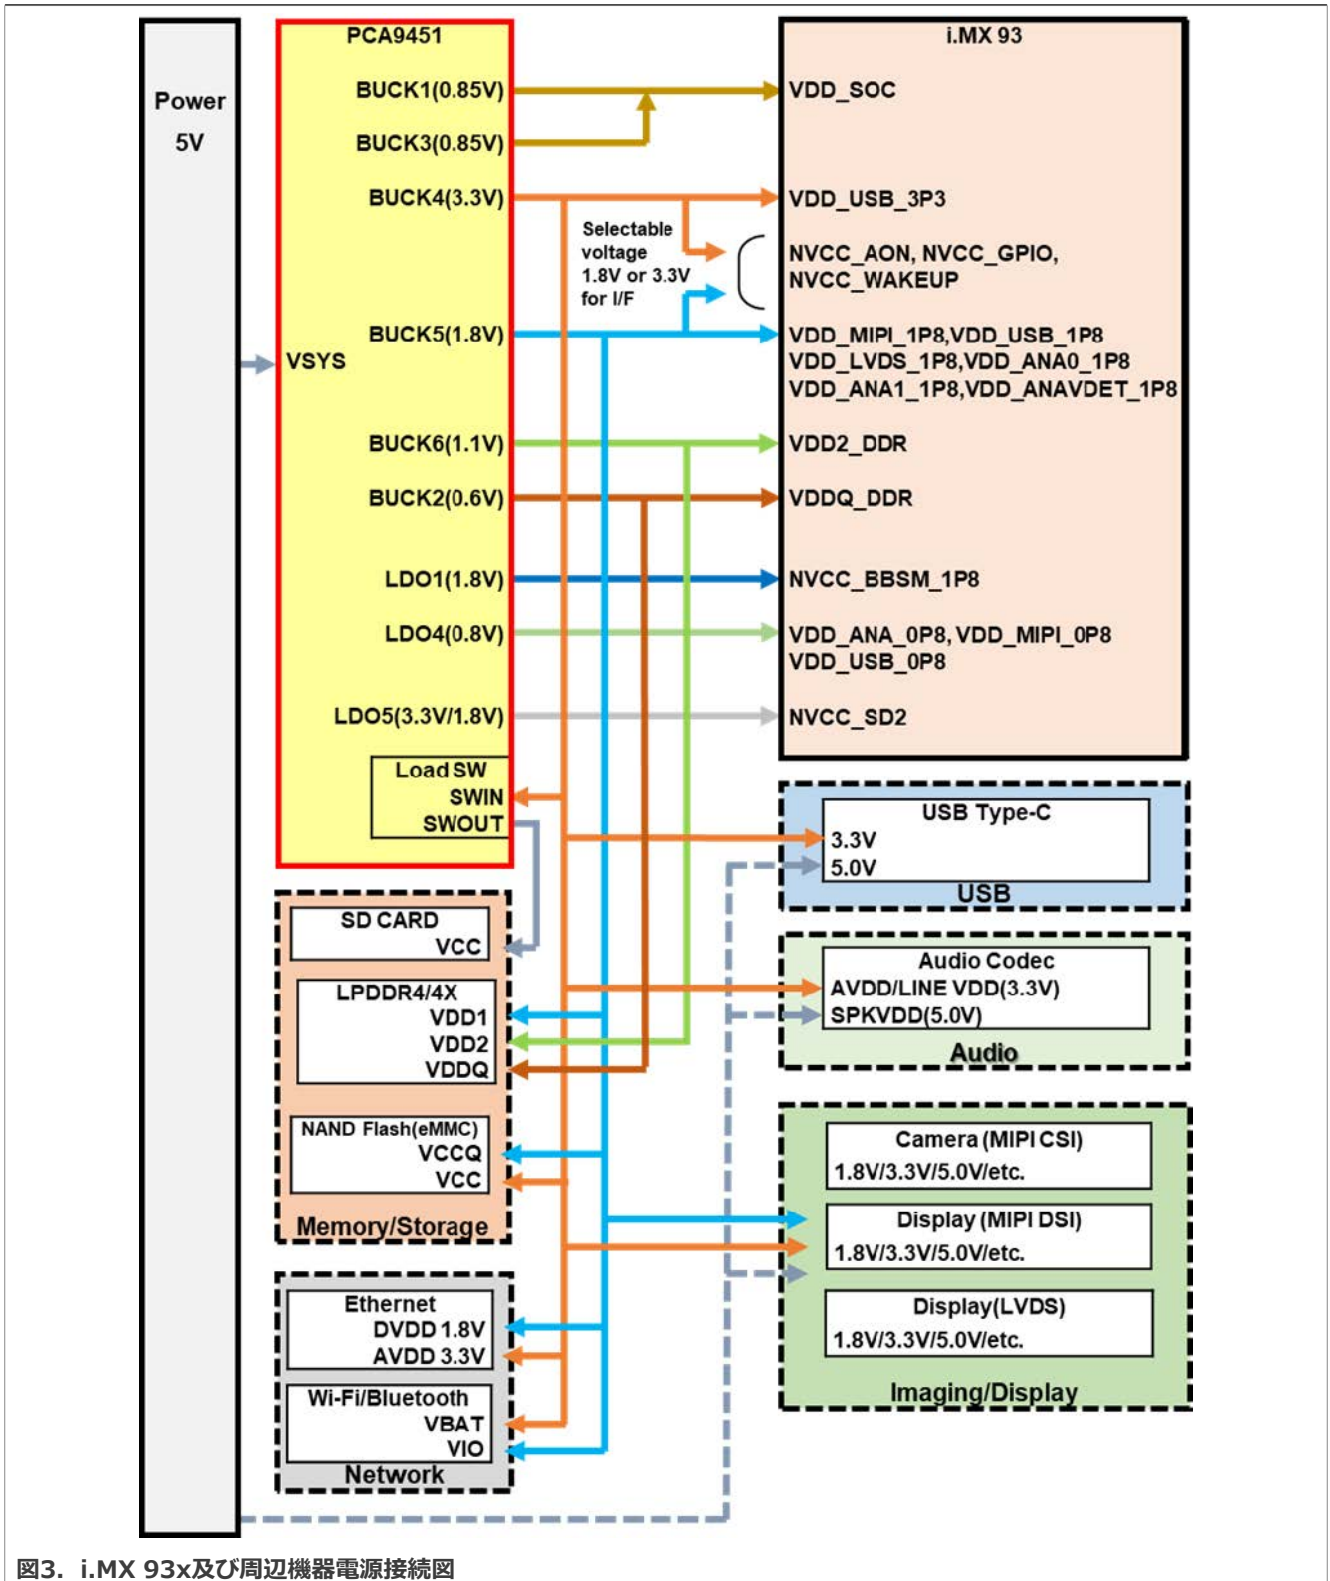 Power
5V
PCA9451
BUCK1(0.85V)
BUCK3(0.85V)
BUCK4(3.3V)
BUCK5(1.8V)
VSYS
BUCK6(1.1V)
BUCK2(0.6V)
LDO1(1.8V)
LDO4(0.8V)
LDO5(3.3V/1.8V)
Load SW
SWIN
SWOUT
Selectable
voltage
1.8V or 3.3V
for I/F
i.MX 93
VDD_SOC
VDD_USB_3P3
NVCC_AON, NVCC_GPIO,
NVCC_WAKEUP
VDD_MIPI_1P8,VDD_USB_1P8
VDD_LVDS_1P8,VDD_ANA0_1P8
VDD_ANA1_1P8,VDD_ANAVDET_1P8
VDD2_DDR
VDDQ_DDR
NVCC_BBSM_1P8
VDD_ANA_0P8, VDD_MIPI_0P8
VDD_USB_0P8
NVCC_SD2
SD CARD
VCC
LPDDR4/4X
VDD1
VDD2
VDDQ
NAND Flash(eMMC)
VCCQ
VCC
Memory/Storage
Ethernet
DVDD 1.8V
AVDD 3.3V
Wi-Fi/Bluetooth
VBAT
VIO
Network
USB Type-C
3.3V
5.0V
USB
Audio Codec
AVDD/LINE VDD(3.3V)
SPKVDD(5.0V)
Audio
Camera (MIPI CSI)
1.8V/3.3V/5.0V/etc.
Display (MIPI DSI)
1.8V/3.3V/5.0V/etc.
Display(LVDS)
1.8V/3.3V/5.0V/etc.
Imaging/Display
図3. i.MX 93x及び周辺機器電源接続図